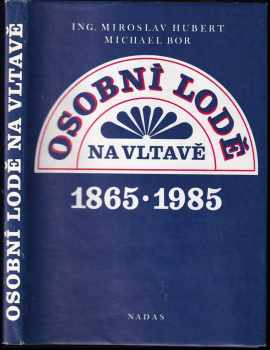 OSOBNÍ LODĚ NA VLTAVĚ
ING. MIROSLAV HUBERT
MICHAEL BOR
OSOBNÍ LODĚ
NA VLTAVĚ
1865 · 1985
NADAS